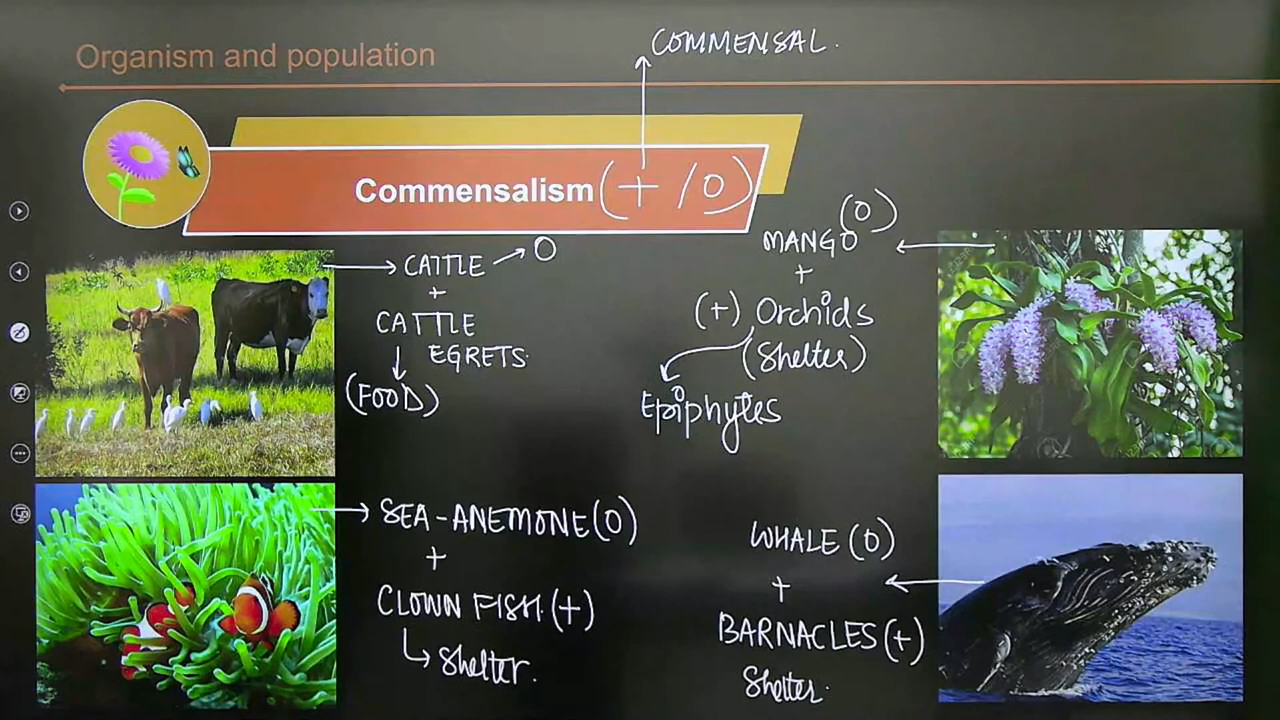 Organism and population
COMMENSAL.
Commensalism (+ / 0)
CATTLE → 0
+
CATTLE
EGRETS.
(FOOD)
(0)
MANGO
+
(+) Orchids
(Shelter)
Epiphytes
SEA-ANEMONE (0)
+
CLOWN FISH. (+)
Shelter.
WHALE (0)
+
BARNACLES (+)
Shelter.